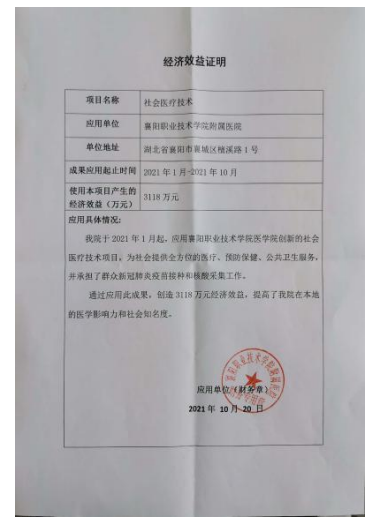 经济效益证明
项目名称 社会医疗技术
应用单位 襄阳职业技术学院附属医院
单位地址 湖北省襄阳市襄城区檀溪路1号
成果应用起止时间 2021年1月-2021年10月
使用本项目产生的
经济效益(万元) 3118万元
应用具体情况:
我院于2021年1月起,应用襄阳职业技术学院医学院创新的社会
医疗技术项目。为社会提供全方位的医疗、预防保健、公共卫生服务,
并承担了群众新冠肺炎疫苗接种和核酸采集工作。
通过应用此成果,创造3118万元经济效益,提高了我院在本地
的医学影响力和社会知名度。
应用单位(财务章)
2021年10月20日